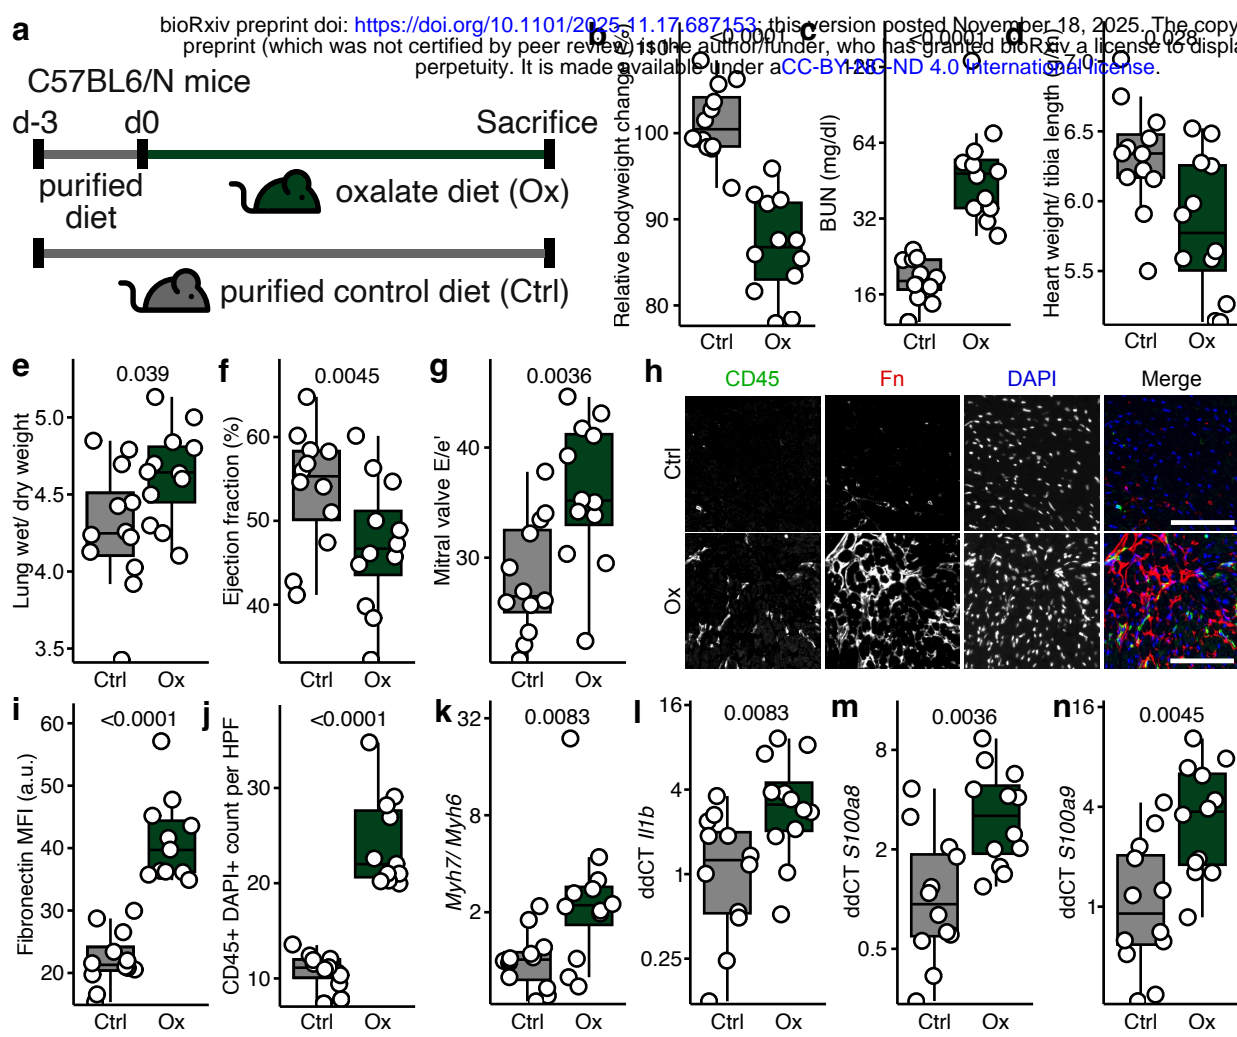 bioRxiv preprint doi: https://doi.org/10.1101/2025.11.17.687153; this version posted November 18, 2025. The copy
preprint (which was not certified by peer review) is the author/funder, who has granted bioRxiv a license to displa
perpetuity. It is made available under aCC-BY-NC-ND 4.0 International license.
a
C57BL6/N mice
d-3 d0 Sacrifice
purified
diet
oxalate diet (Ox)
purified control diet (Ctrl)
b
<0.0001
Relative bodyweight change (%)
110
100
90
80
Ctrl Ox
c
<0.0001
BUN (mg/dl)
128
64
32
16
Ctrl Ox
d
0.028
Heart weight/ tibia length (g/m)
7.0
6.5
6.0
5.5
Ctrl Ox
e
0.039
Lung wet/ dry weight
5.0
4.5
4.0
3.5
Ctrl Ox
f
0.0045
Ejection fraction (%)
60
50
40
Ctrl Ox
g
0.0036
Mitral valve E/e'
40
30
Ctrl Ox
h
CD45 Fn DAPI Merge
Ctrl
Ox
i
<0.0001
Fibronectin MFI (a.u.)
60
50
40
30
20
Ctrl Ox
j
<0.0001
CD45+ DAPI+ count per HPF
30
20
10
Ctrl Ox
k
0.0083
Myh7/ Myh6
32
8
2
Ctrl Ox
l
0.0083
ddCT Il1b
16
4
1
0.25
Ctrl Ox
m
0.0036
ddCT S100a8
8
2
0.5
Ctrl Ox
n
0.0045
ddCT S100a9
16
4
1
Ctrl Ox